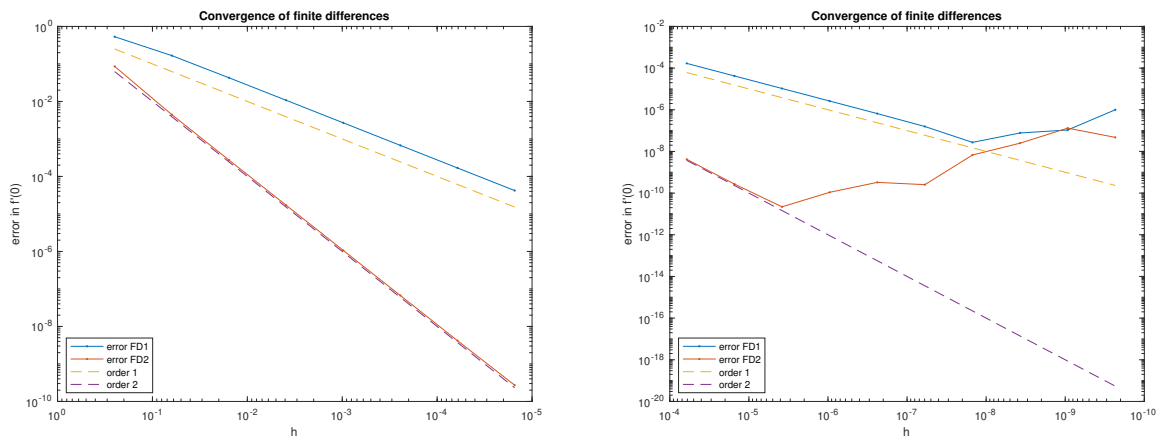 Convergence of finite differences
10^0
10^-2
10^-4
10^-6
10^-8
10^-10
error in f'(0)
error FD1
error FD2
order 1
order 2
10^0 10^-1 10^-2 10^-3 10^-4 10^-5
h
Convergence of finite differences
10^-2
10^-4
10^-6
10^-8
10^-10
10^-12
10^-14
10^-16
10^-18
10^-20
error in f'(0)
error FD1
error FD2
order 1
order 2
10^-4 10^-5 10^-6 10^-7 10^-8 10^-9 10^-10
h